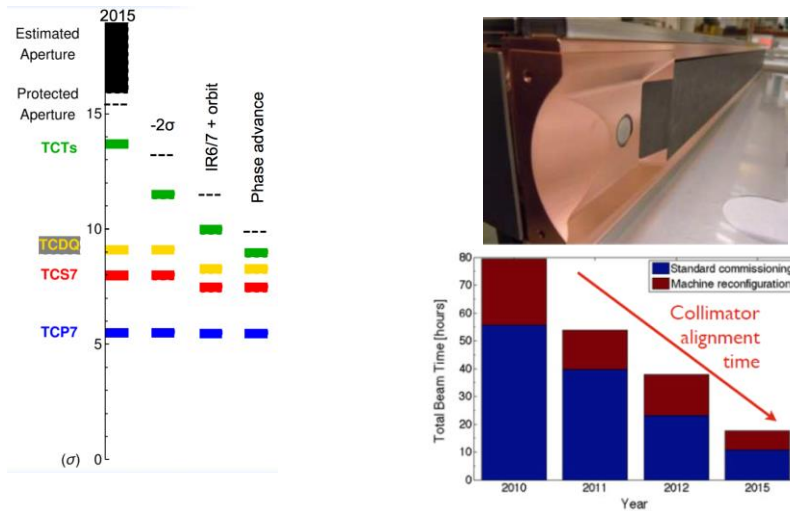 2015
Estimated
Aperture
Protected
Aperture
15
-2σ
IR6/7 + orbit
Phase advance
TCTs
10
TCDQ
TCS7
TCP7
5
(σ)
0
80
70
60
50
40
30
20
10
0
Total Beam Time [hours]
Standard commissioning
Machine reconfiguration
Collimator
alignment
time
2010
2011
2012
2015
Year